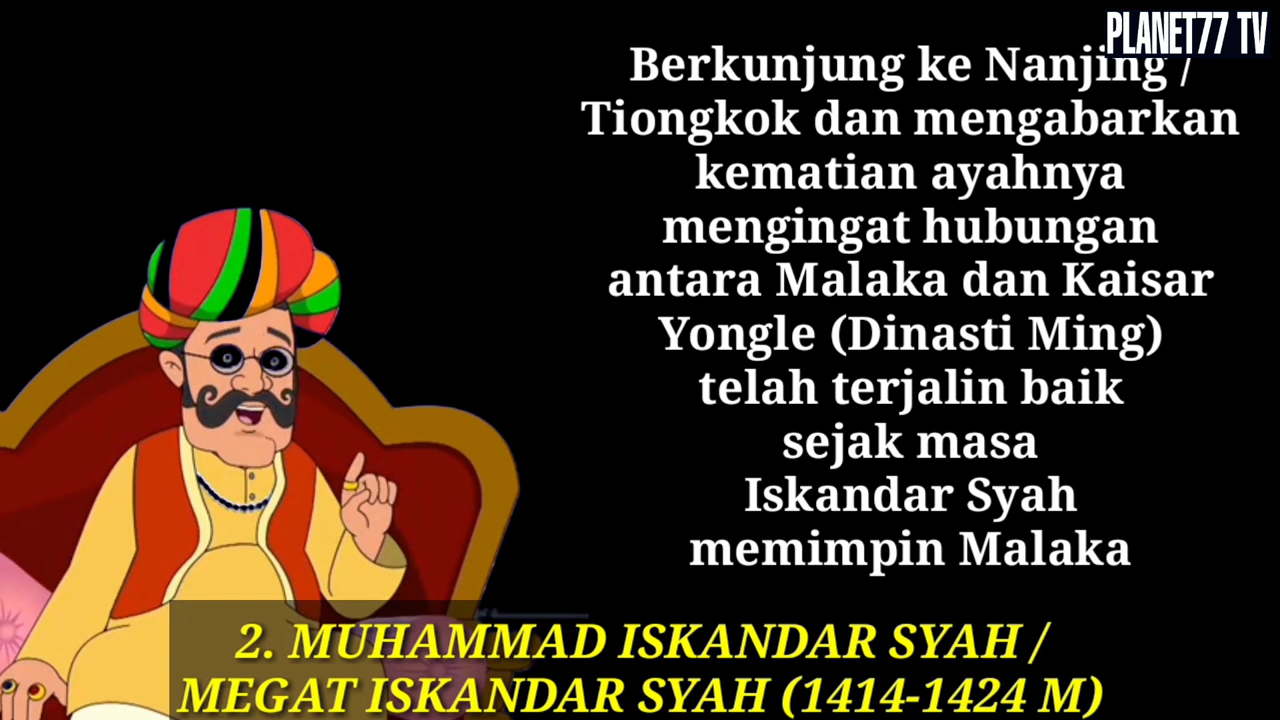 PLANET77 TV
Berkunjung ke Nanjing /
Tiongkok dan mengabarkan
kematian ayahnya
mengingat hubungan
antara Malaka dan Kaisar
Yongle (Dinasti Ming)
telah terjalin baik
sejak masa
Iskandar Syah
memimpin Malaka
2. MUHAMMAD ISKANDAR SYAH /
MEGAT ISKANDAR SYAH (1414-1424 M)